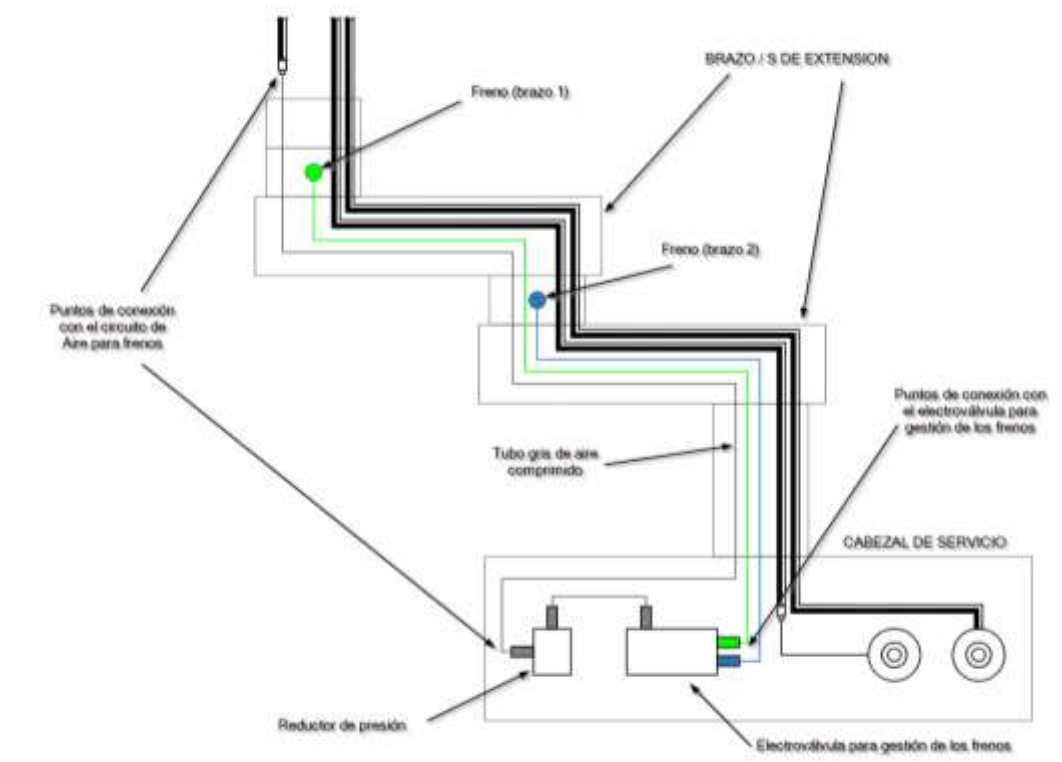 BRAZO / S DE EXTENSION
Freno (brazo 1)
Freno (brazo 2)
Puntos de conexión
con el circuito de
Aire para frenos
Puntos de conexión con
el electroválvula para
gestión de los frenos
Tubo gris de aire
comprimido
CABEZAL DE SERVICIO
Reductor de presión
Electroválvula para gestión de los frenos